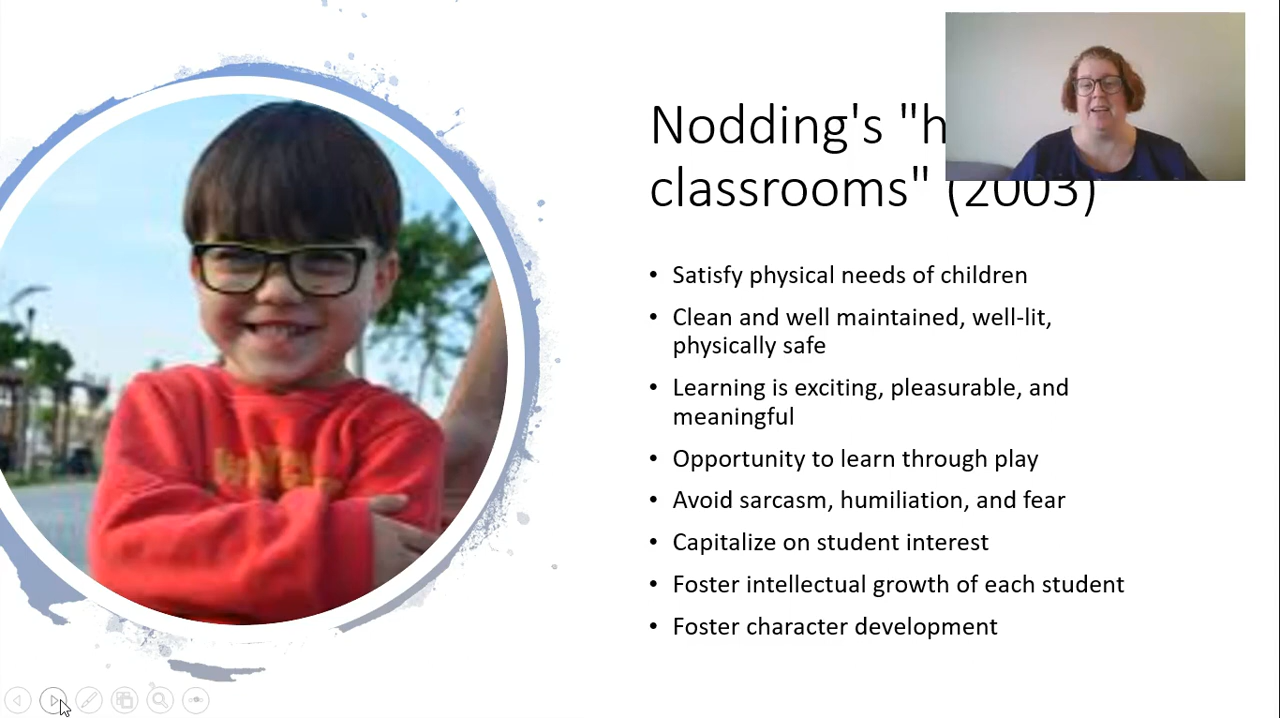 Nodding's "h
classrooms" (2003)
• Satisfy physical needs of children
• Clean and well maintained, well-lit,
physically safe
• Learning is exciting, pleasurable, and
meaningful
• Opportunity to learn through play
• Avoid sarcasm, humiliation, and fear
• Capitalize on student interest
• Foster intellectual growth of each student
• Foster character development